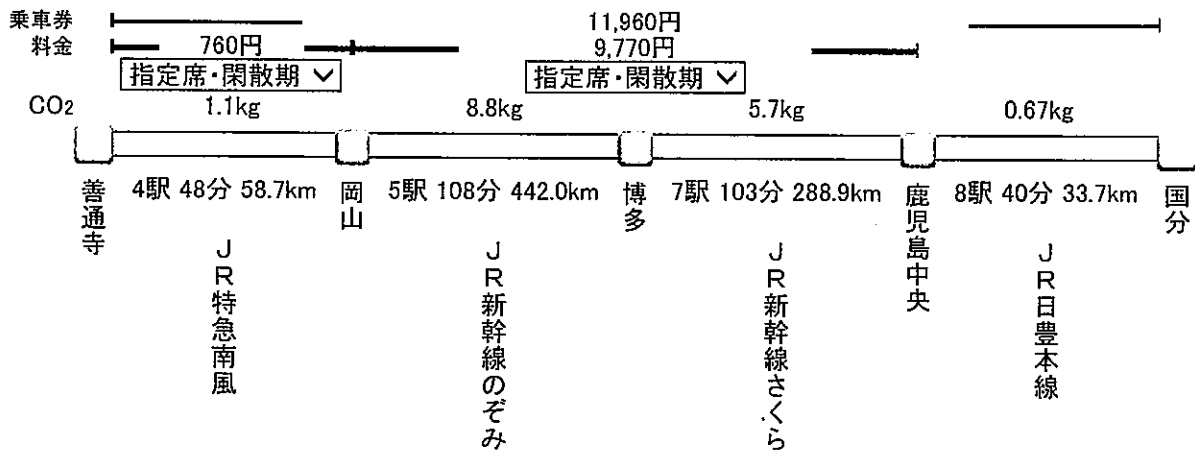 乗車券 11,960円
料金 760円 9,770円
指定席・閑散期 指定席・閑散期
CO2 1.1kg 8.8kg 5.7kg 0.67kg
4駅 48分 58.7km 5駅 108分 442.0km 7駅 103分 288.9km 8駅 40分 33.7km
善通寺
岡山
博多
鹿児島中央
国分
JR特急南風
JR新幹線のぞみ
JR新幹線さくら
JR日豊本線